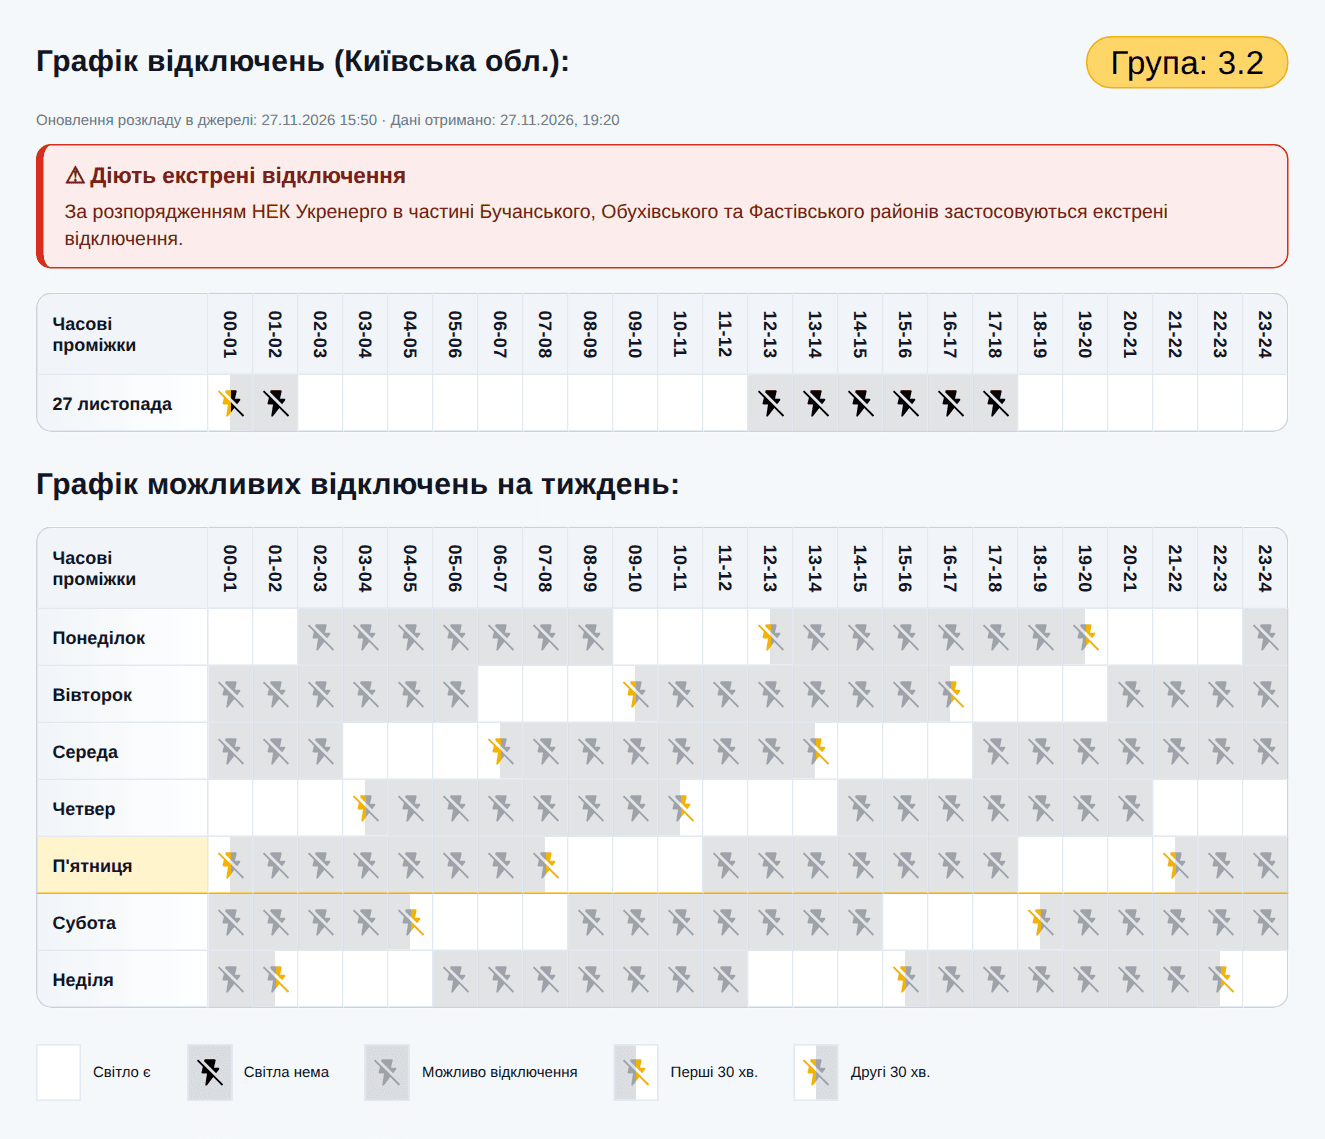 Графік відключень (Київська обл.):
Група: 3.2
Оновлення розкладу в джерелі: 27.11.2026 15:50 · Дані отримано: 27.11.2026, 19:20
⚠ Діють екстрені відключення
За розпорядженням НЕК Укренерго в частині Бучанського, Обухівського та Фастівського районів застосовуються екстрені
відключення.
Часові
проміжки
00-01 01-02 02-03 03-04 04-05 05-06 06-07 07-08 08-09 09-10 10-11 11-12 12-13 13-14 14-15 15-16 16-17 17-18 18-19 19-20 20-21 21-22 22-23 23-24
27 листопада
Графік можливих відключень на тиждень:
Часові
проміжки
00-01 01-02 02-03 03-04 04-05 05-06 06-07 07-08 08-09 09-10 10-11 11-12 12-13 13-14 14-15 15-16 16-17 17-18 18-19 19-20 20-21 21-22 22-23 23-24
Понеділок
Вівторок
Середа
Четвер
П'ятниця
Субота
Неділя
Світло є Світла нема Можливо відключення Перші 30 хв. Другі 30 хв.